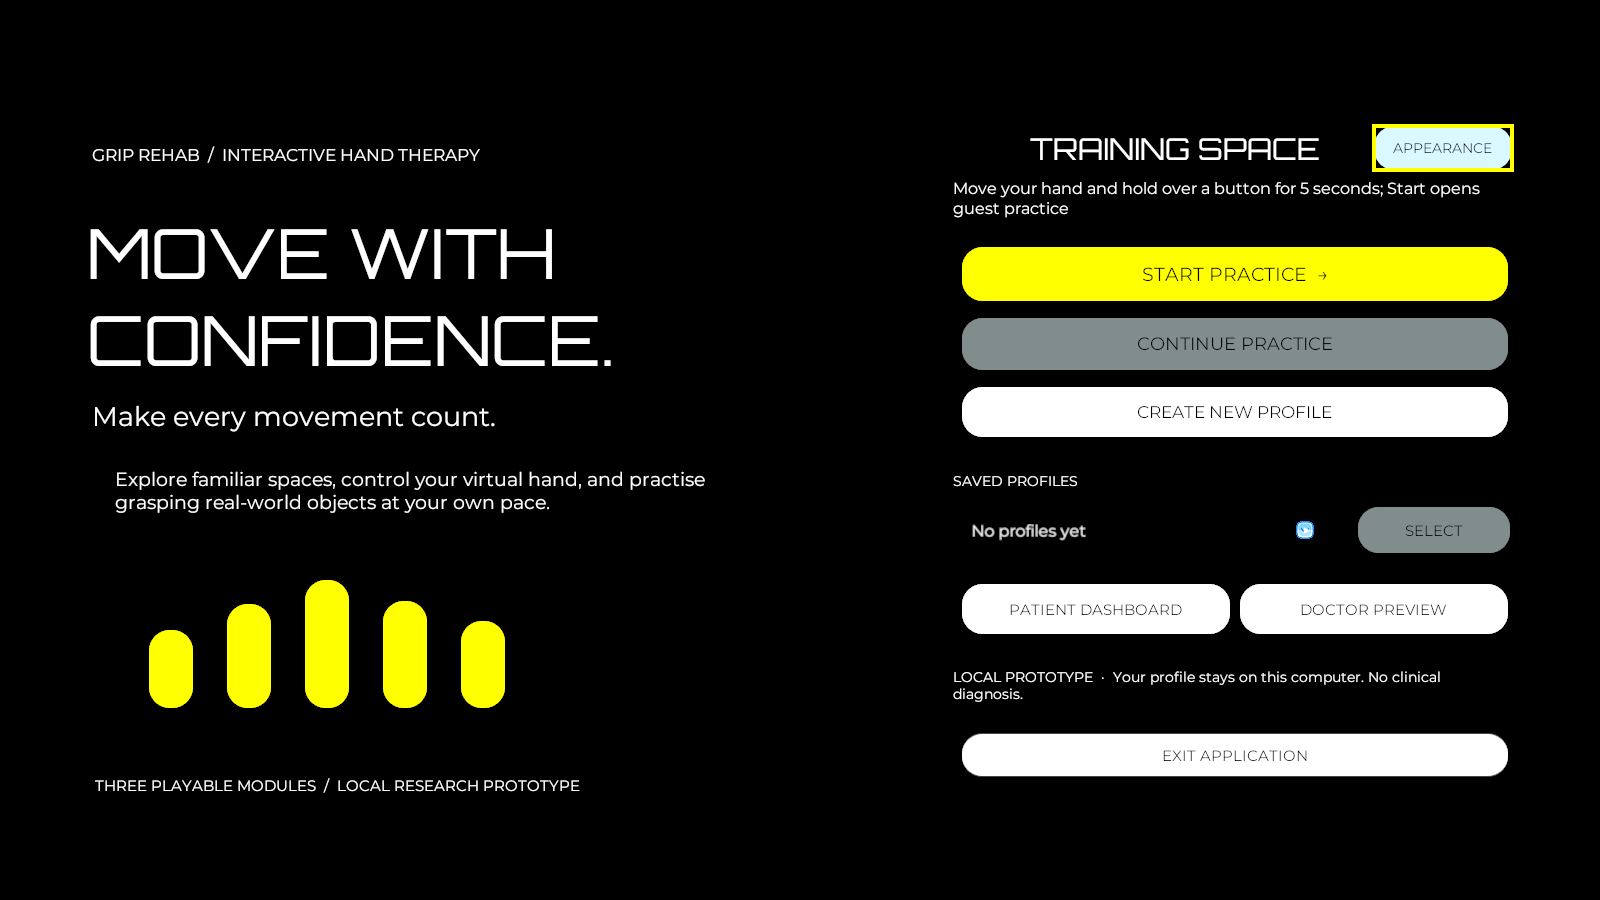 GRIP REHAB / INTERACTIVE HAND THERAPY
MOVE WITH
CONFIDENCE.
Make every movement count.
Explore familiar spaces, control your virtual hand, and practise
grasping real-world objects at your own pace.
THREE PLAYABLE MODULES / LOCAL RESEARCH PROTOTYPE
TRAINING SPACE
APPEARANCE
Move your hand and hold over a button for 5 seconds; Start opens
guest practice
START PRACTICE →
CONTINUE PRACTICE
CREATE NEW PROFILE
SAVED PROFILES
No profiles yet
SELECT
PATIENT DASHBOARD
DOCTOR PREVIEW
LOCAL PROTOTYPE · Your profile stays on this computer. No clinical
diagnosis.
EXIT APPLICATION